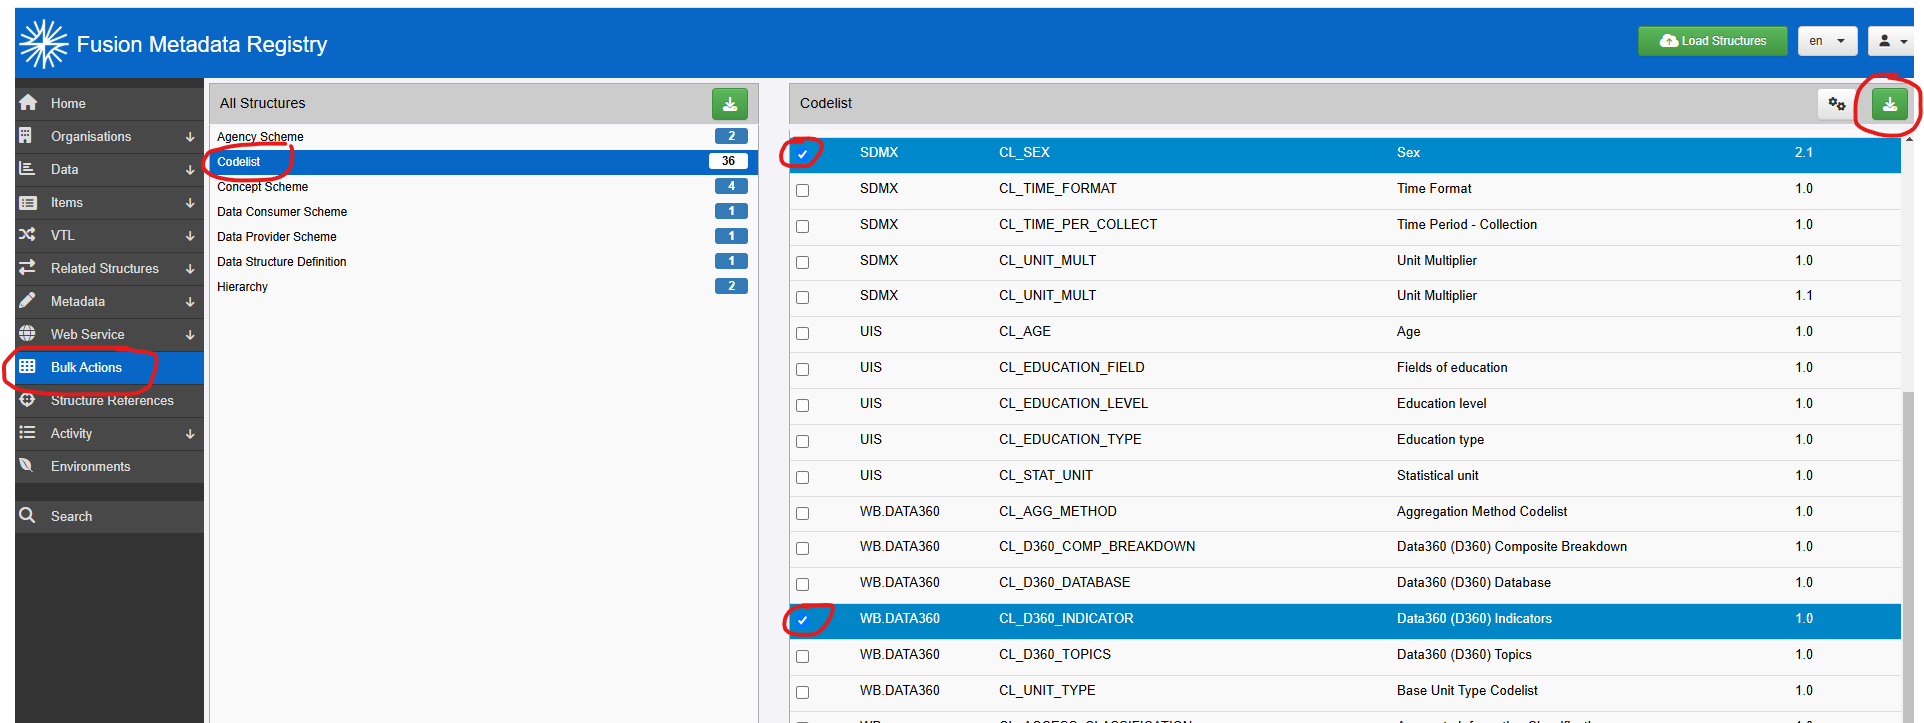 Fusion Metadata Registry
Load Structures
en
Home
Organisations
Data
Items
VTL
Related Structures
Metadata
Web Service
Bulk Actions
Structure References
Activity
Environments
Search
All Structures
Agency Scheme 2
Codelist 36
Concept Scheme 4
Data Consumer Scheme 1
Data Provider Scheme 1
Data Structure Definition 1
Hierarchy 2
Codelist
SDMX CL_SEX Sex 2.1
SDMX CL_TIME_FORMAT Time Format 1.0
SDMX CL_TIME_PER_COLLECT Time Period - Collection 1.0
SDMX CL_UNIT_MULT Unit Multiplier 1.0
SDMX CL_UNIT_MULT Unit Multiplier 1.1
UIS CL_AGE Age 1.0
UIS CL_EDUCATION_FIELD Fields of education 1.0
UIS CL_EDUCATION_LEVEL Education level 1.0
UIS CL_EDUCATION_TYPE Education type 1.0
UIS CL_STAT_UNIT Statistical unit 1.0
WB.DATA360 CL_AGG_METHOD Aggregation Method Codelist 1.0
WB.DATA360 CL_D360_COMP_BREAKDOWN Data360 (D360) Composite Breakdown 1.0
WB.DATA360 CL_D360_DATABASE Data360 (D360) Database 1.0
WB.DATA360 CL_D360_INDICATOR Data360 (D360) Indicators 1.0
WB.DATA360 CL_D360_TOPICS Data360 (D360) Topics 1.0
WB.DATA360 CL_UNIT_TYPE Base Unit Type Codelist 1.0